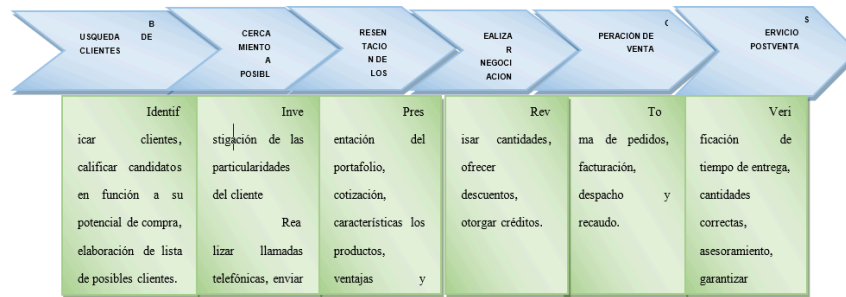 B
USQUEDA DE
CLIENTES
CERCA
MIENTO
A
POSIBL
RESEN
TACIO
N DE
LOS
EALIZA
R
NEGOCI
ACION
PERACIÓN DE
VENTA
S
ERVICIO
POSTVENTA
Identif
icar clientes,
calificar candidatos
en función a su
potencial de compra,
elaboración de lista
de posibles clientes.
Inve
stigación de las
particularidades
del cliente
Rea
lizar llamadas
telefónicas, enviar
Pres
entación del
portafolio,
cotización,
características los
productos,
ventajas y
Rev
isar cantidades,
ofrecer
descuentos,
otorgar créditos.
To
ma de pedidos,
facturación,
despacho y
recaudo.
Veri
ficación de
tiempo de entrega,
cantidades
correctas,
asesoramiento,
garantizar